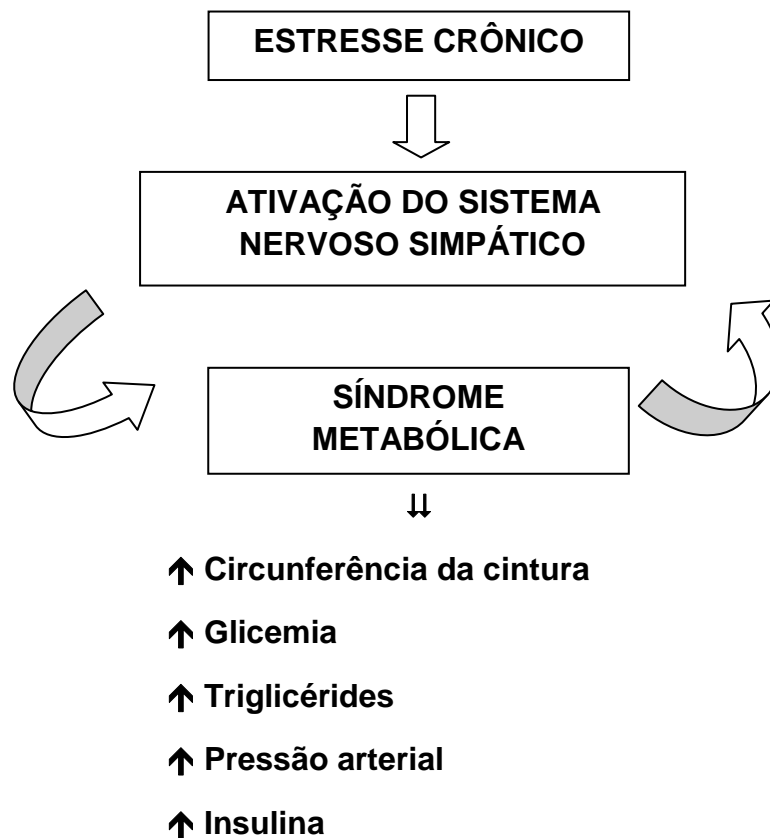 ESTRESSE CRÔNICO
ATIVAÇÃO DO SISTEMA
NERVOSO SIMPÁTICO
SÍNDROME
METABÓLICA
↑ Circunferência da cintura
↑ Glicemia
↑ Triglicérides
↑ Pressão arterial
↑ Insulina